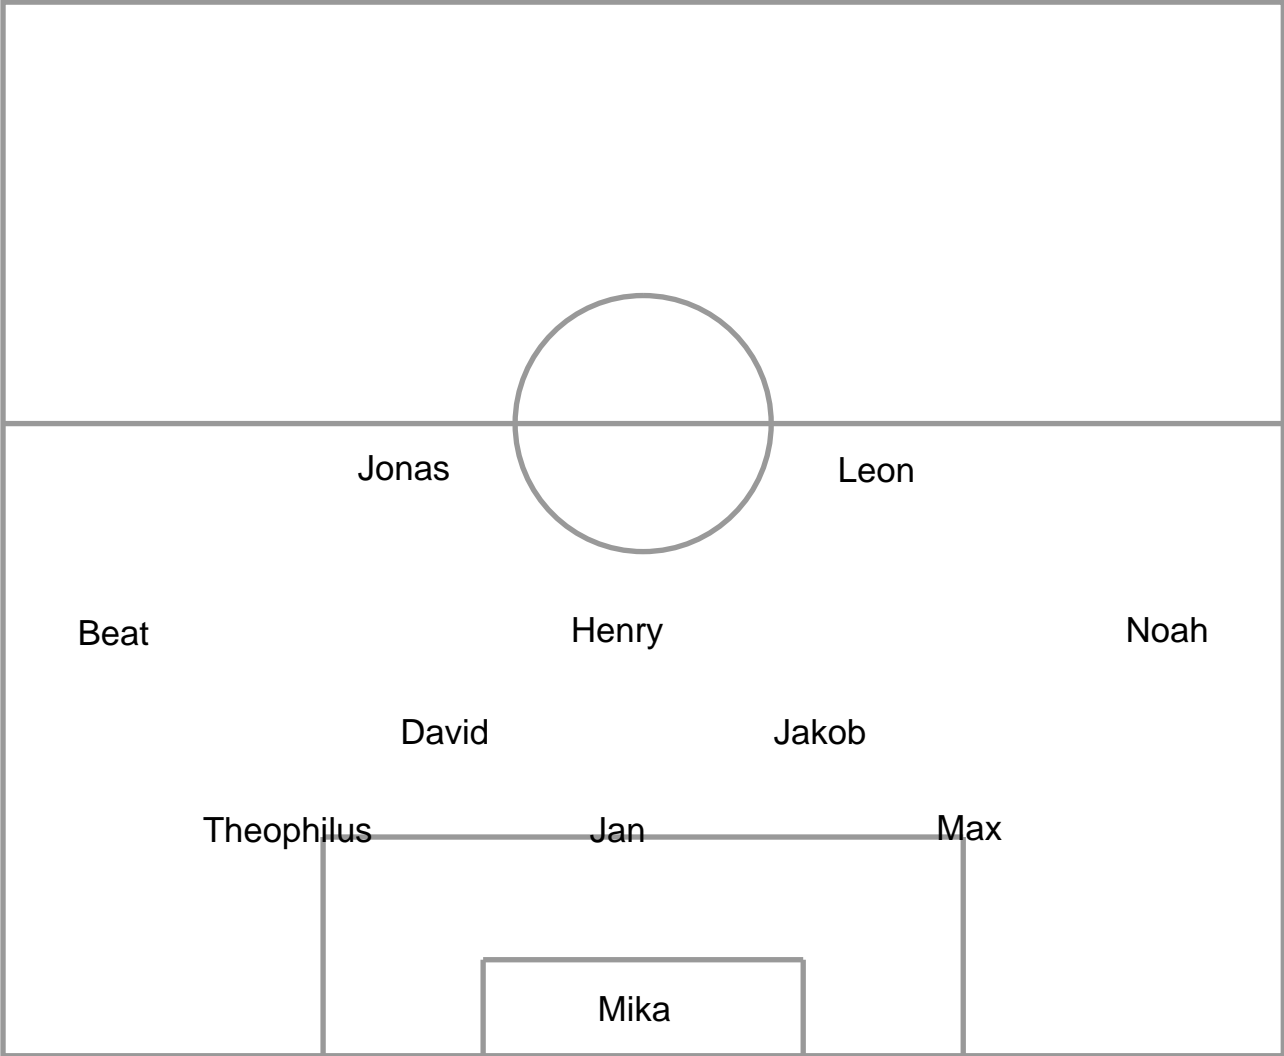 Jonas Leon
Beat Henry Noah
David Jakob
Theophilus Jan Max
Mika